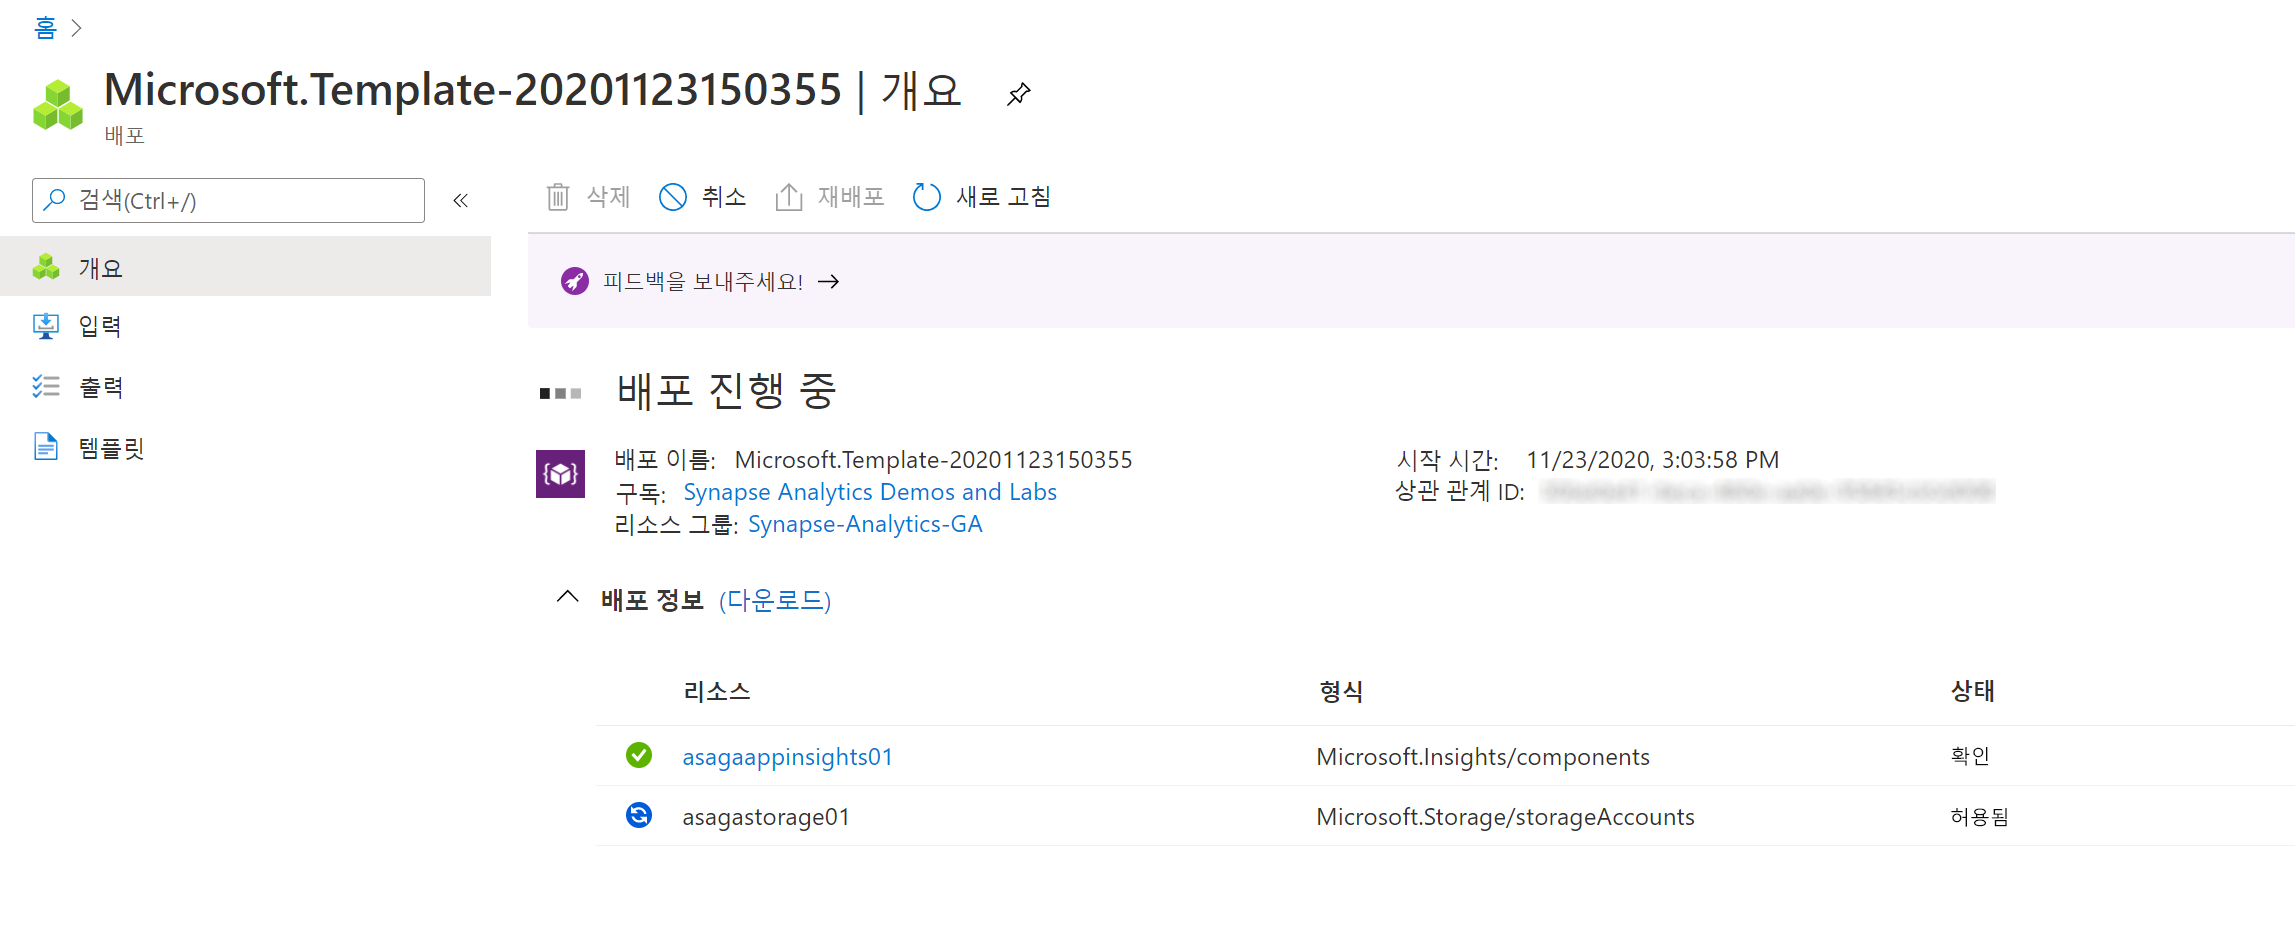 홈
Microsoft.Template-20201123150355 | 개요
배포
검색(Ctrl+/)
삭제 취소 재배포 새로 고침
개요
입력
출력
템플릿
피드백을 보내주세요!
배포 진행 중
배포 이름: Microsoft.Template-20201123150355
구독: Synapse Analytics Demos and Labs
리소스 그룹: Synapse-Analytics-GA
시작 시간: 11/23/2020, 3:03:58 PM
상관 관계 ID:
배포 정보 (다운로드)
리소스 형식 상태
asagaappinsights01 Microsoft.Insights/components 확인
asagastorage01 Microsoft.Storage/storageAccounts 허용됨